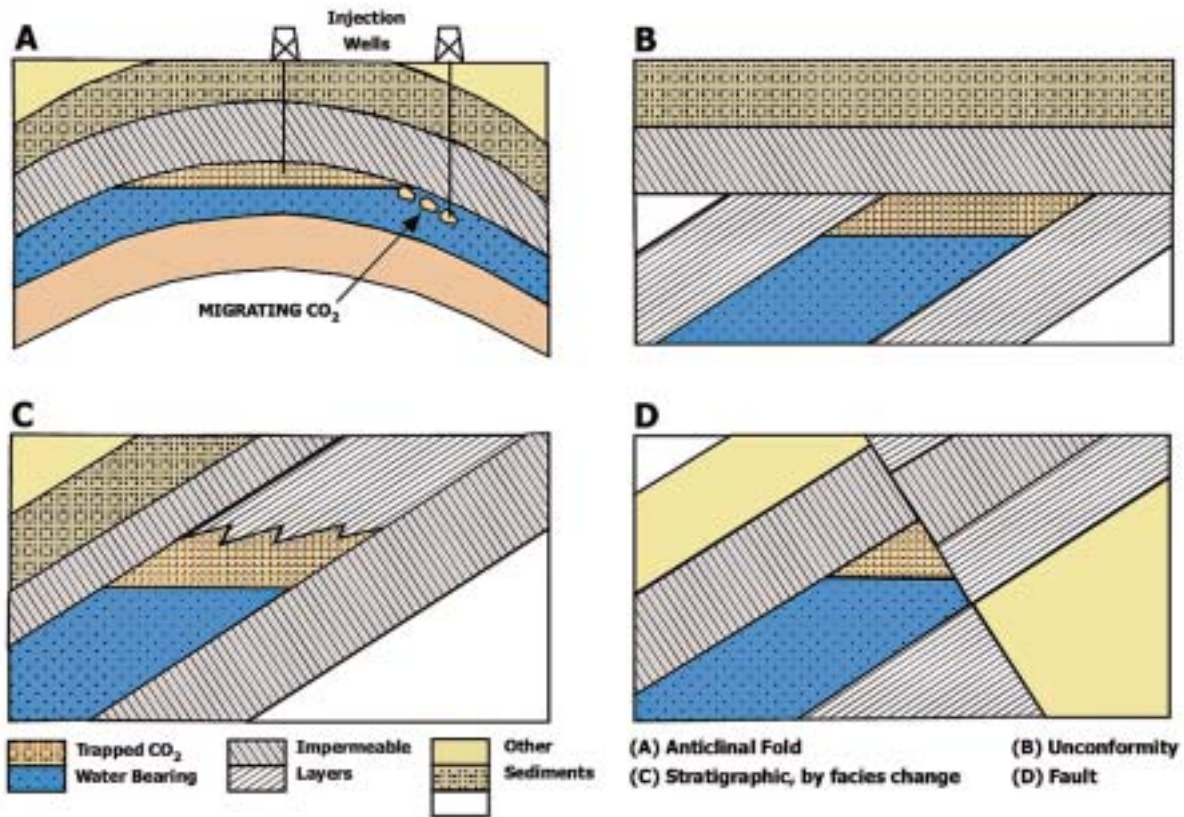 A
Injection
Wells
B
MIGRATING CO₂
C
D
Trapped CO₂
Water Bearing
Impermeable
Layers
Other
Sediments
(A) Anticlinal Fold
(B) Unconformity
(C) Stratigraphic, by facies change
(D) Fault